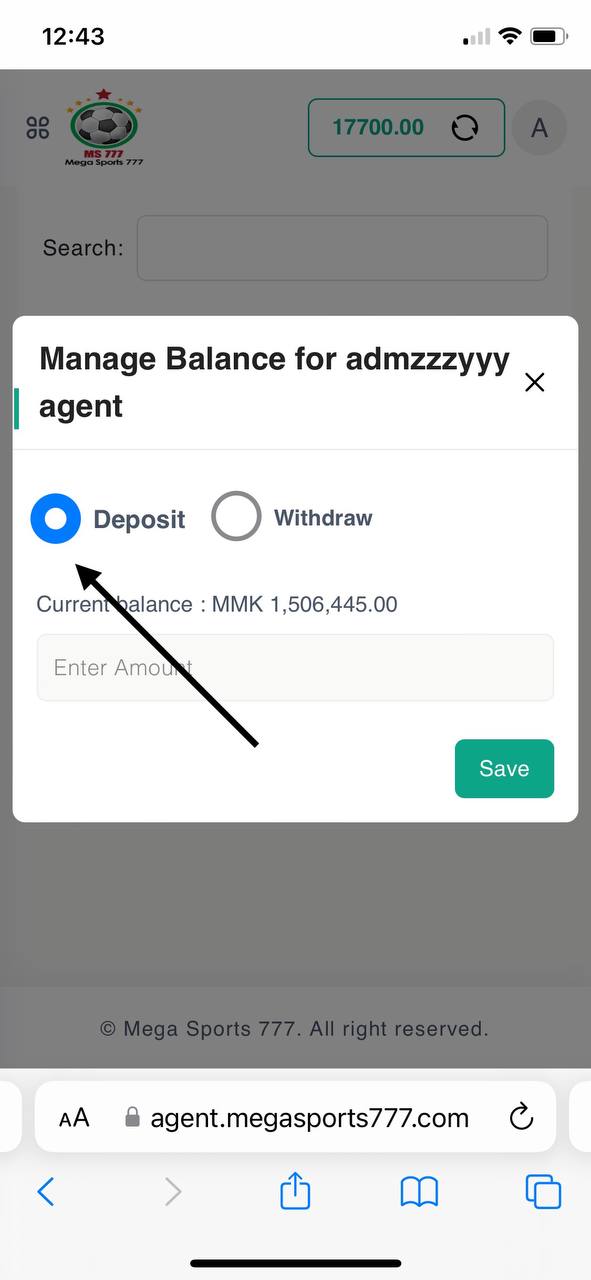 12:43
MS 777
Mega Sports 777
17700.00
A
Search:
Manage Balance for admzzzyyy
agent
Deposit
Withdraw
Current balance : MMK 1,506,445.00
Enter Amount
Save
© Mega Sports 777. All right reserved.
AA
agent.megasports777.com